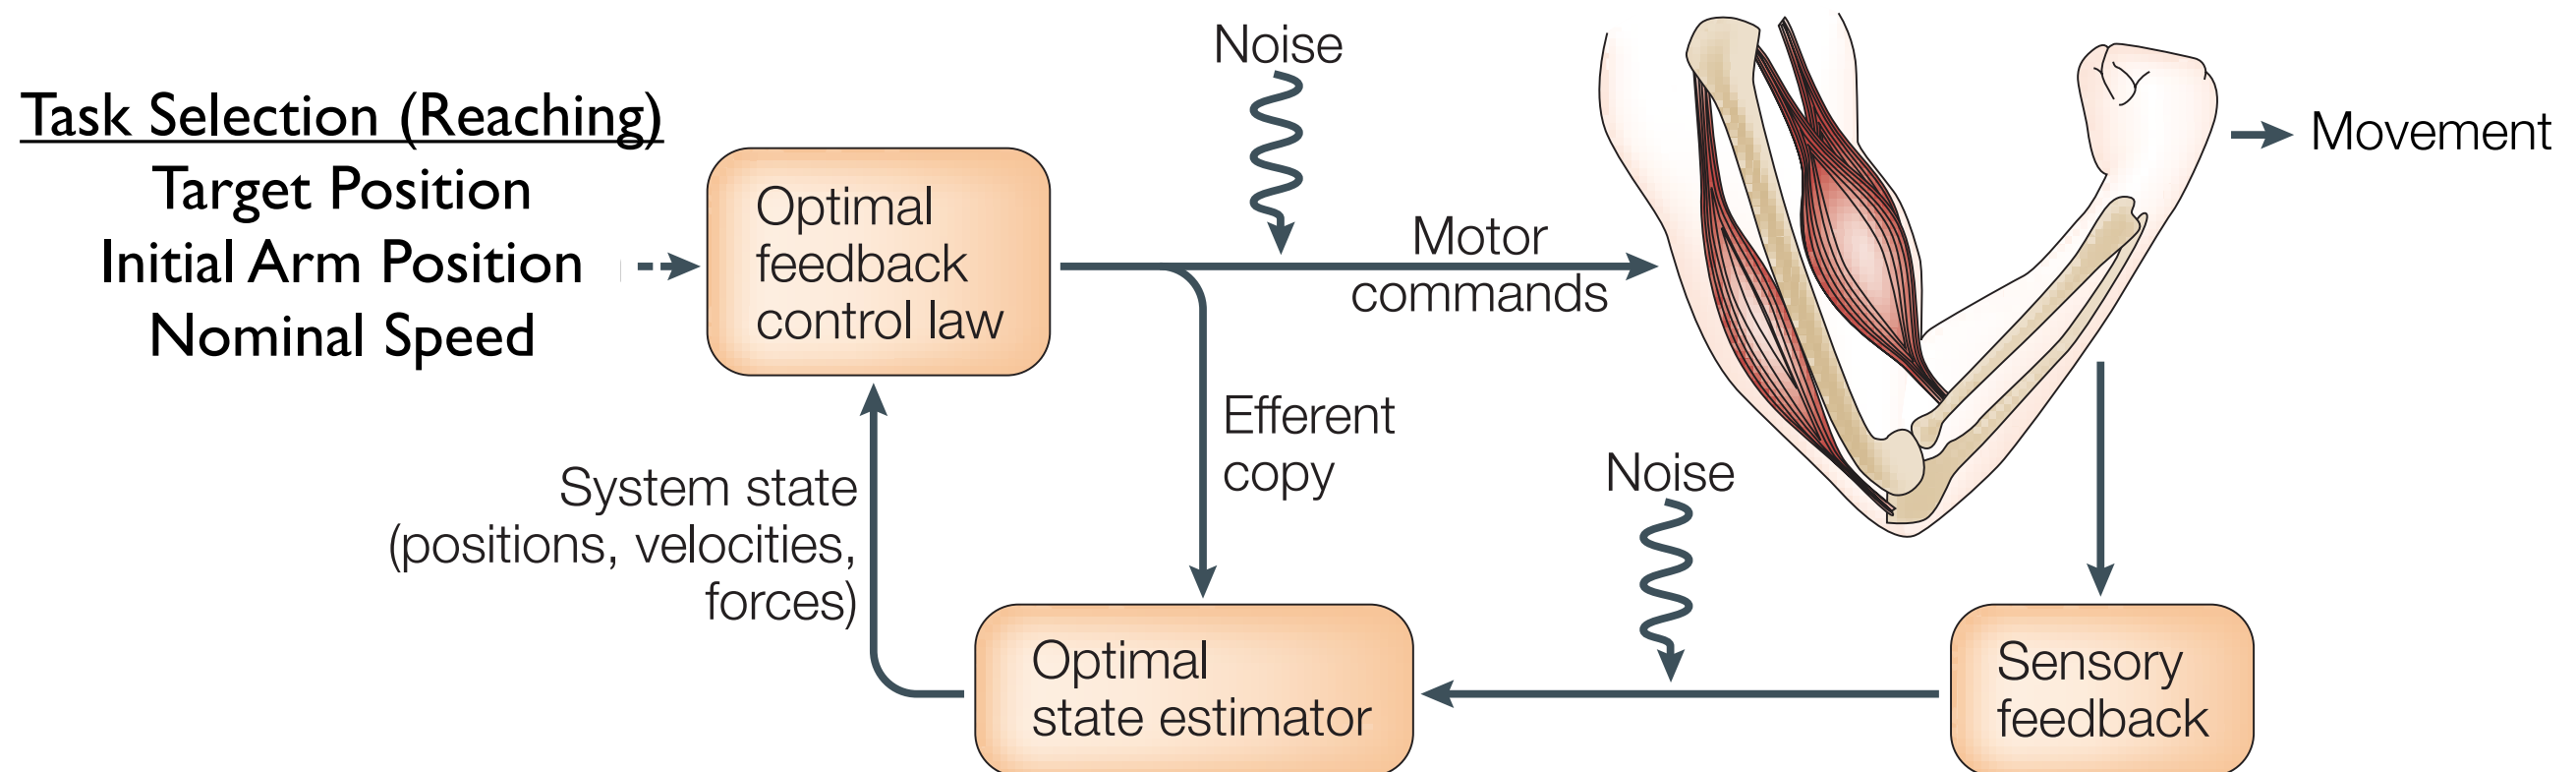 Task Selection (Reaching)
Target Position
Initial Arm Position
Nominal Speed
Optimal
feedback
control law
Noise
Motor
commands
Movement
Efferent
copy
System state
(positions, velocities,
forces)
Noise
Optimal
state estimator
Sensory
feedback